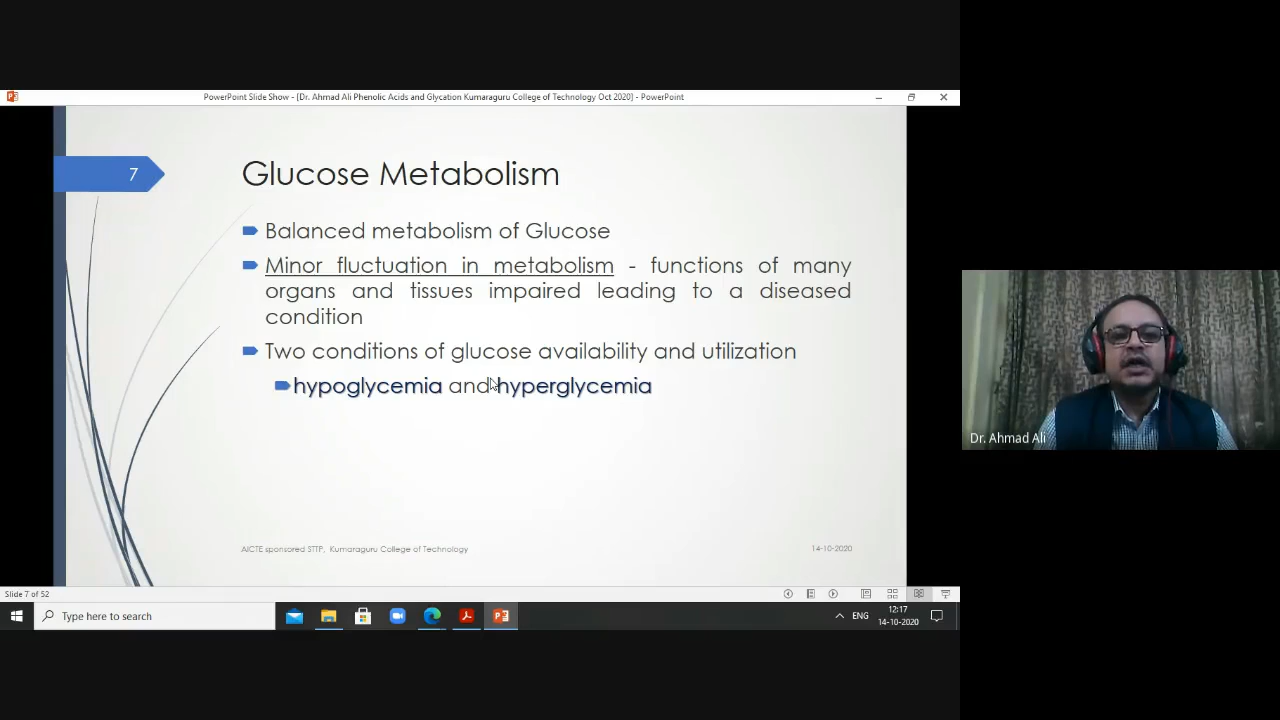 PowerPoint Slide Show - [Dr. Ahmad Ali Phenolic Acids and Glycation Kumaraguru College of Technology Oct 2020] - PowerPoint
7
Glucose Metabolism
Balanced metabolism of Glucose
Minor fluctuation in metabolism - functions of many
organs and tissues impaired leading to a diseased
condition
Two conditions of glucose availability and utilization
hypoglycemia and hyperglycemia
Dr. Ahmad Ali
AICTE sponsored STTP, Kumaraguru College of Technology
14-10-2020
Slide 7 of 52
Type here to search
ENG
12:17
14-10-2020